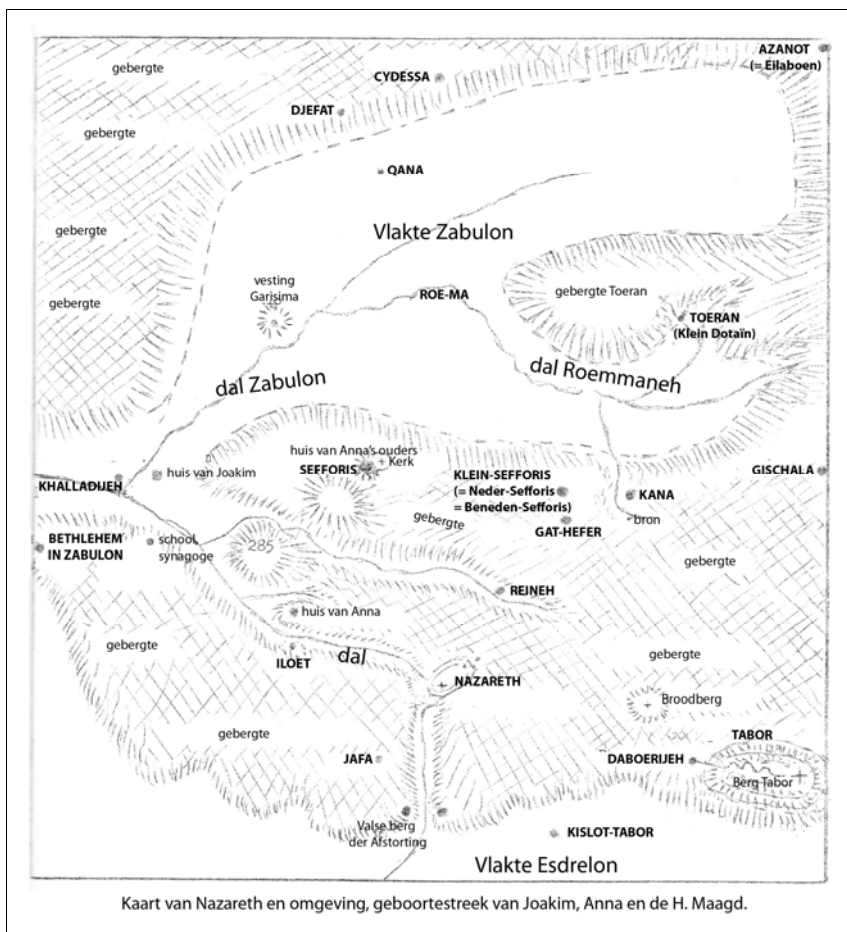 AZANOT
(= Eilaboen)
gebergte
CYDESSA
DJEFAT
gebergte
QANA
gebergte
Vlakte Zabulon
vesting
Garisima
ROE-MA
gebergte Toeran
gebergte
TOERAN
(Klein Dotaïn)
dal Zabulon
dal Roemmaneh
huis van Anna's ouders
Kerk
SEFFORIS
huis van Joakim
KHALLADIJEH
KLEIN-SEFFORIS
(= Neder-Sefforis
= Beneden-Sefforis)
GISCHALA
KANA
gebergte
bron
GAT-HEFER
BETHLEHEM
IN ZABULON
school,
synagoge
285
gebergte
REINEH
huis van Anna
gebergte
ILOET
dal
gebergte
NAZARETH
Broodberg
gebergte
TABOR
JAFA
DABOERIJEH
Berg Tabor
Valse berg
der Afstorting
KISLOT-TABOR
Vlakte Esdrelon
Kaart van Nazareth en omgeving, geboortestreek van Joakim, Anna en de H. Maagd.